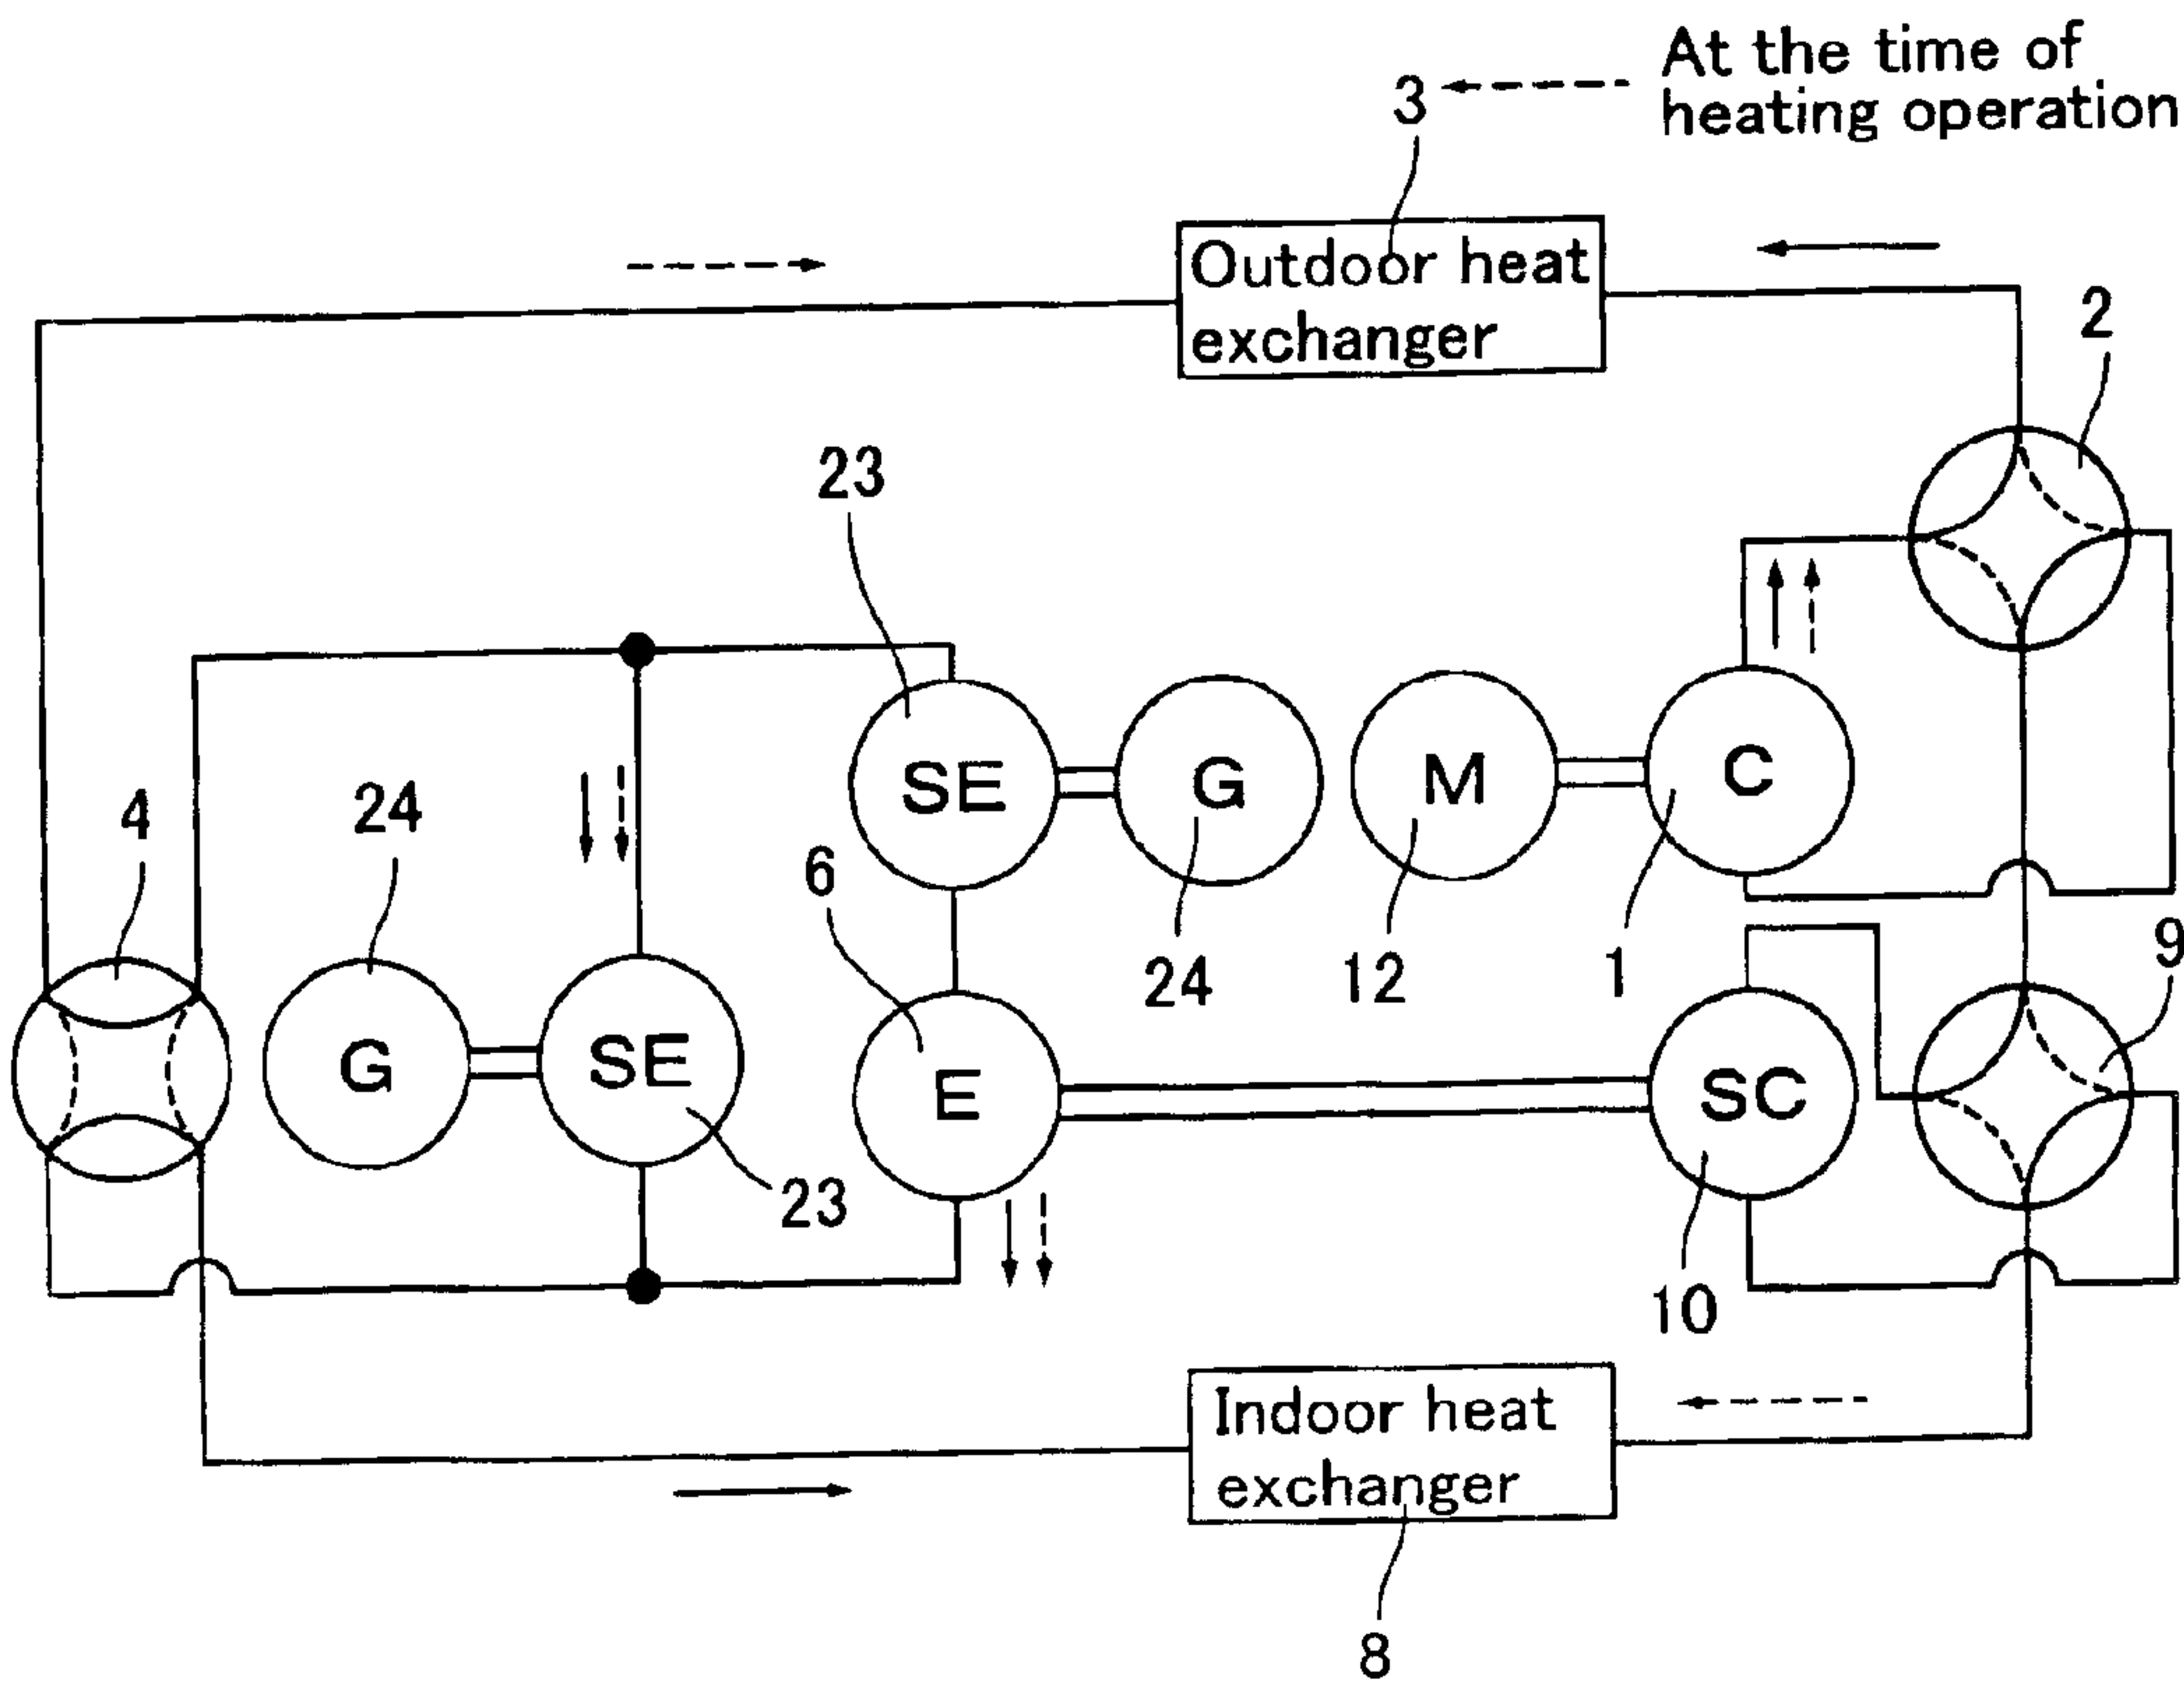 At the time of
heating operation
3
Outdoor heat
exchanger
2
23
SE
G
M
C
4
24
6
24
12
1
9
G
SE
E
SC
23
10
Indoor heat
exchanger
8